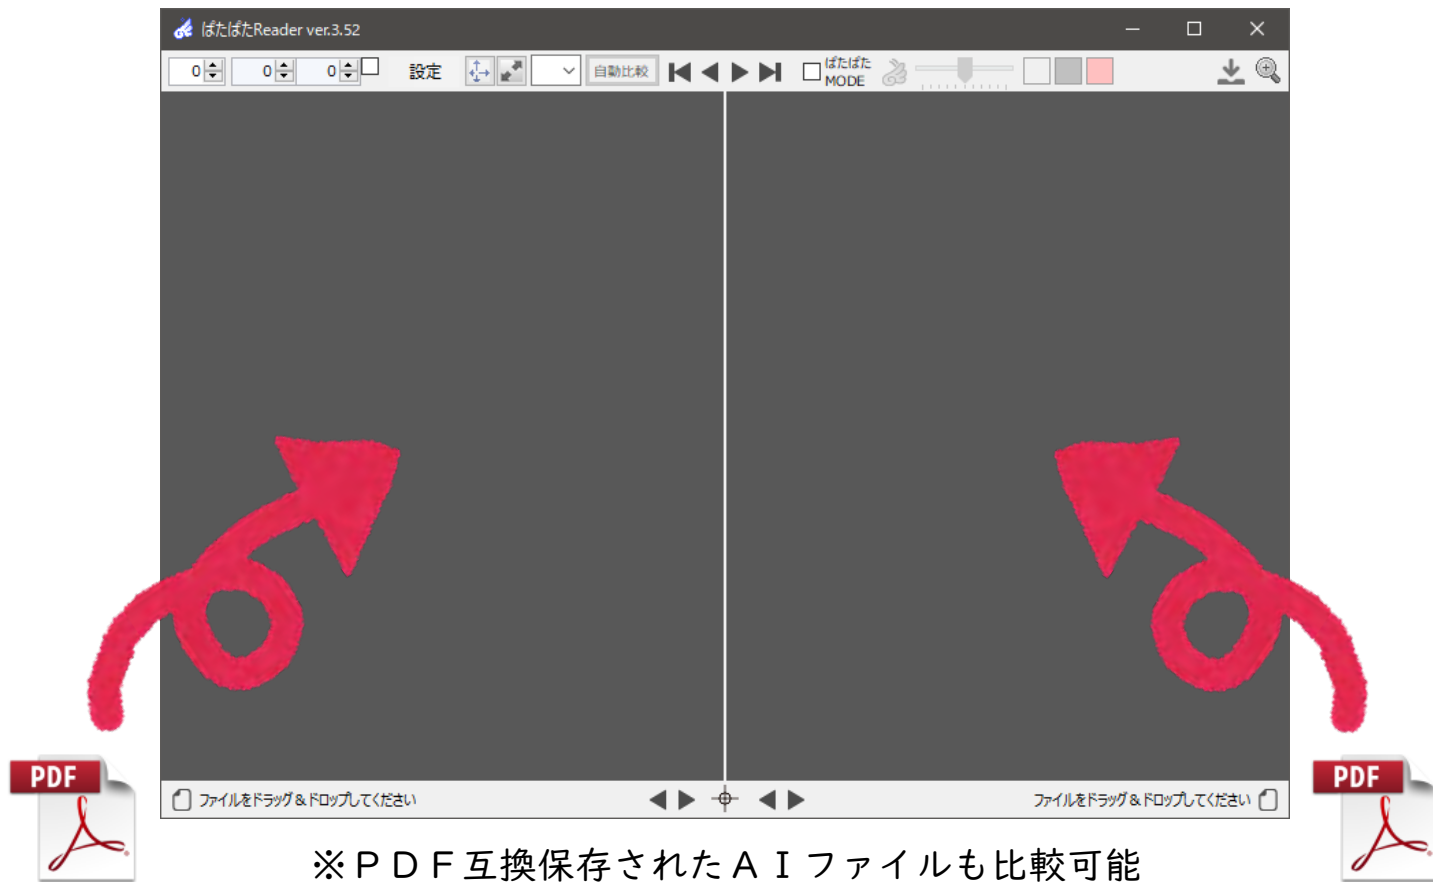 ぱたぱたReader ver.3.52
0 0 0 設定 自動比較 ぱたぱた
MODE
ファイルをドラッグ&ドロップしてください ファイルをドラッグ&ドロップしてください
PDF PDF
※ＰＤＦ互換保存されたＡＩファイルも比較可能